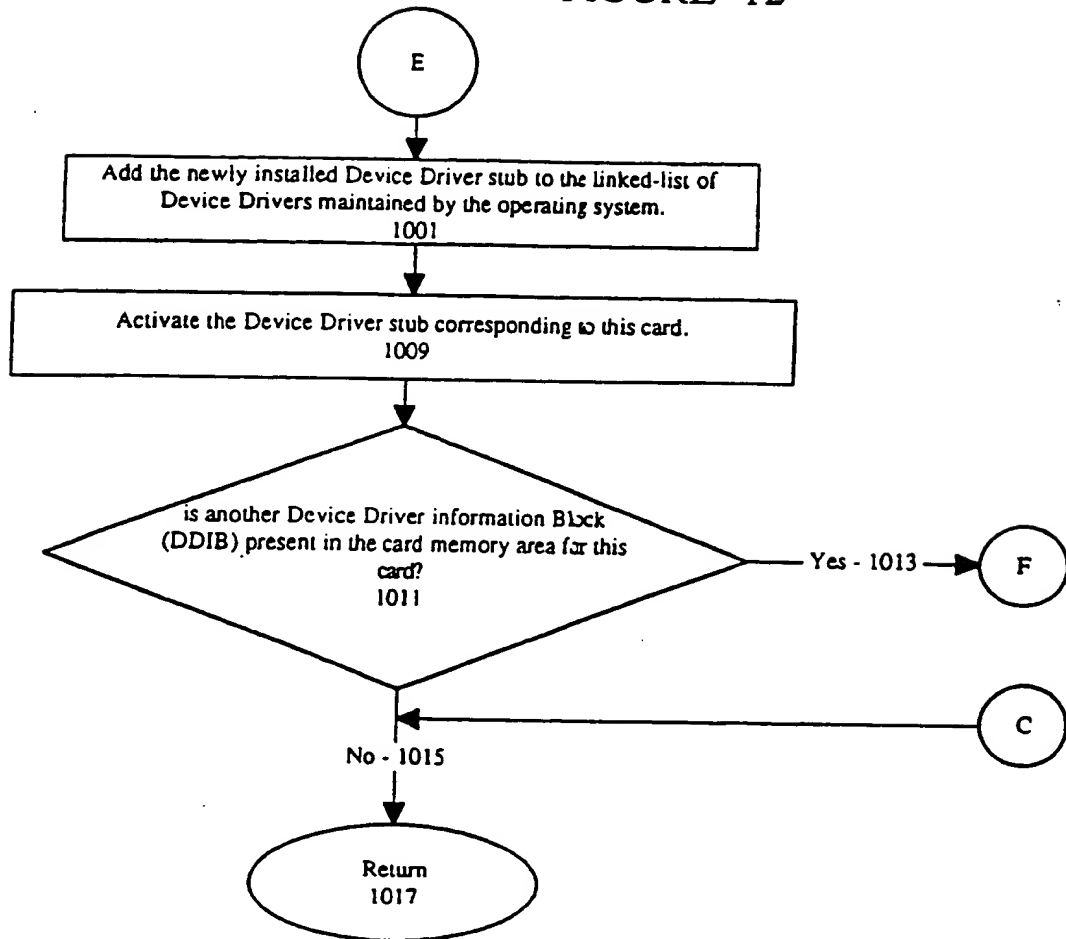 FIGURE 12
E
Add the newly installed Device Driver stub to the linked-list of
Device Drivers maintained by the operating system.
1001
Activate the Device Driver stub corresponding to this card.
1009
is another Device Driver information Block
(DDIB) present in the card memory area for this
card?
1011
Yes - 1013
F
C
No - 1015
Return
1017